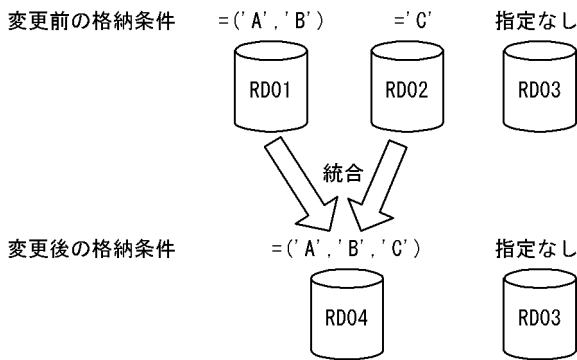 変更前の格納条件 =('A','B') ='C' 指定なし
RD01 RD02 RD03
統合
変更後の格納条件 =('A','B','C') 指定なし
RD04 RD03